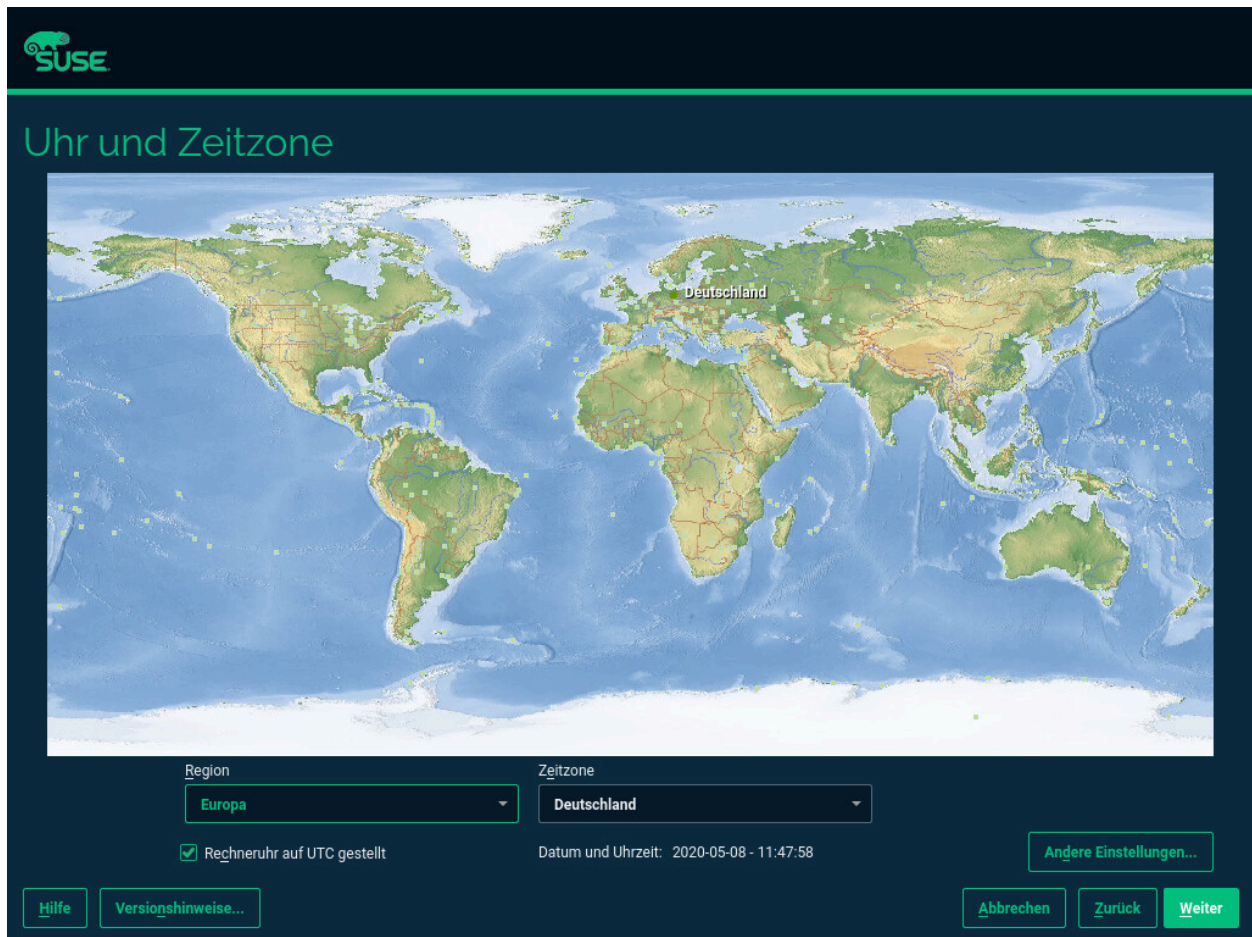 SUSE
Uhr und Zeitzone
Deutschland
Region
Zeitzone
Europa
Deutschland
Rechneruhr auf UTC gestellt
Datum und Uhrzeit: 2020-05-08 - 11:47:58
Andere Einstellungen...
Hilfe
Versionshinweise...
Abbrechen
Zurück
Weiter